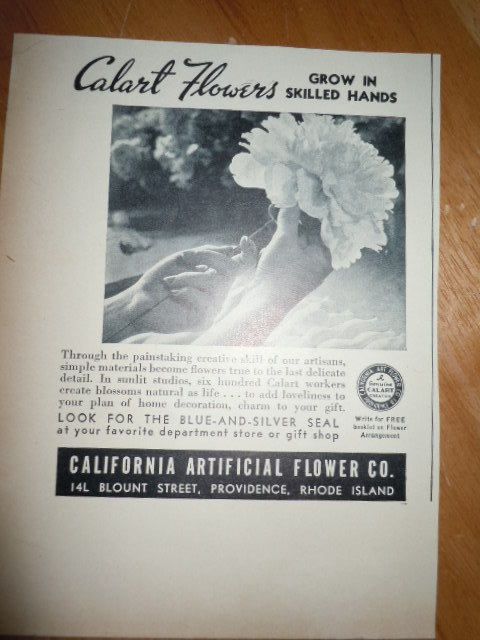 Calart Flowers GROW IN
SKILLED HANDS
Through the painstaking creative skill of our artisans,
simple materials become flowers true to the last delicate
detail. In sunlit studios, six hundred Calart workers
create blossoms natural as life . . . to add loveliness to
your plan of home decoration, charm to your gift.
LOOK FOR THE BLUE-AND-SILVER SEAL
at your favorite department store or gift shop
A
Genuine
CALART
CREATION
Write for FREE
Booklet on Flower
Arrangement
CALIFORNIA ARTIFICIAL FLOWER CO.
14L BLOUNT STREET, PROVIDENCE, RHODE ISLAND